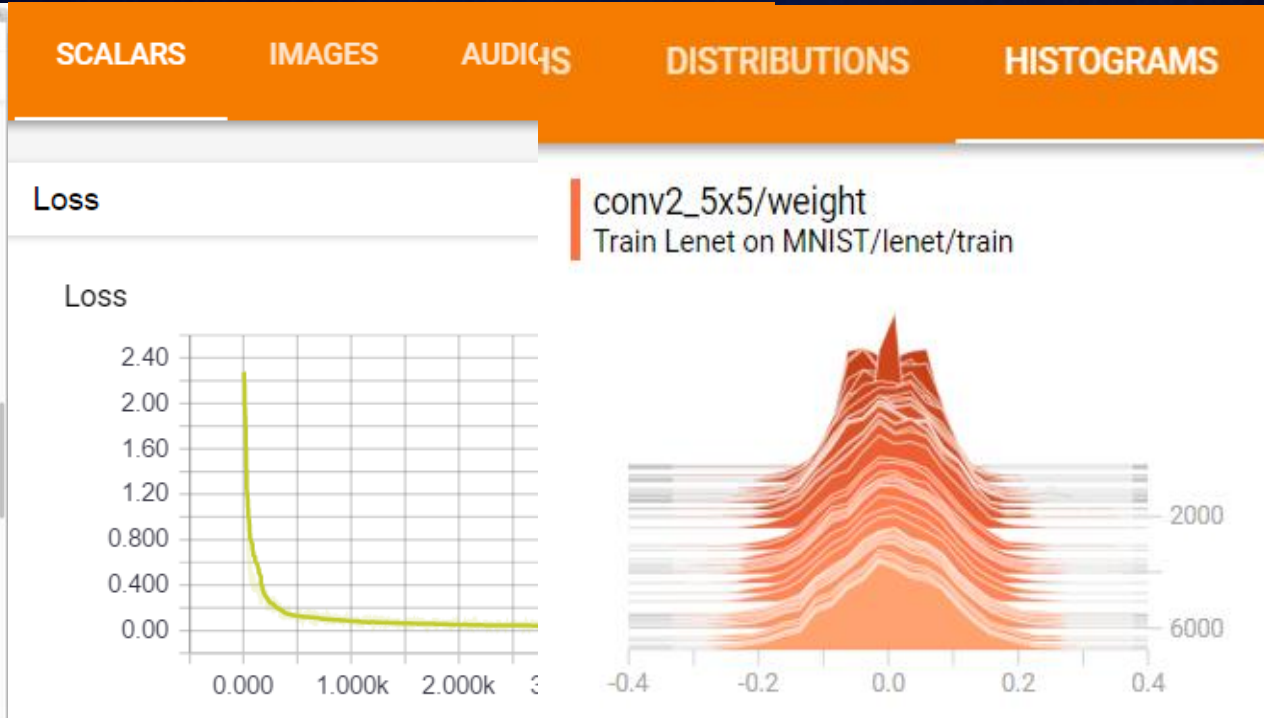 SCALARS IMAGES
DISTRIBUTIONS HISTOGRAMS
Loss
Loss
2.40
2.00
1.60
1.20
0.800
0.400
0.00
0.000 1.000k 2.000k
conv2_5x5/weight
Train Lenet on MNIST/lenet/train
2000
6000
-0.4 -0.2 0.0 0.2 0.4